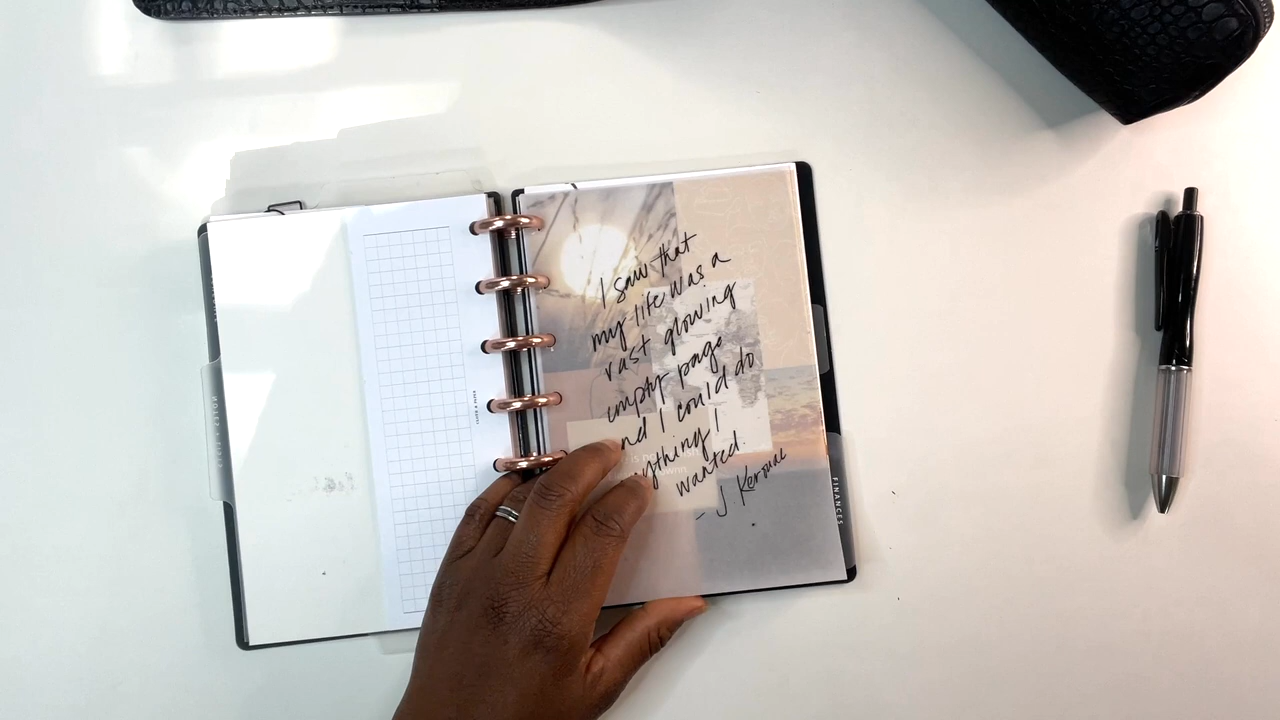 I saw that
my life was a
vast glowing
empty page
and I could do
anything I
wanted.
- J Kerouac
FINANCES